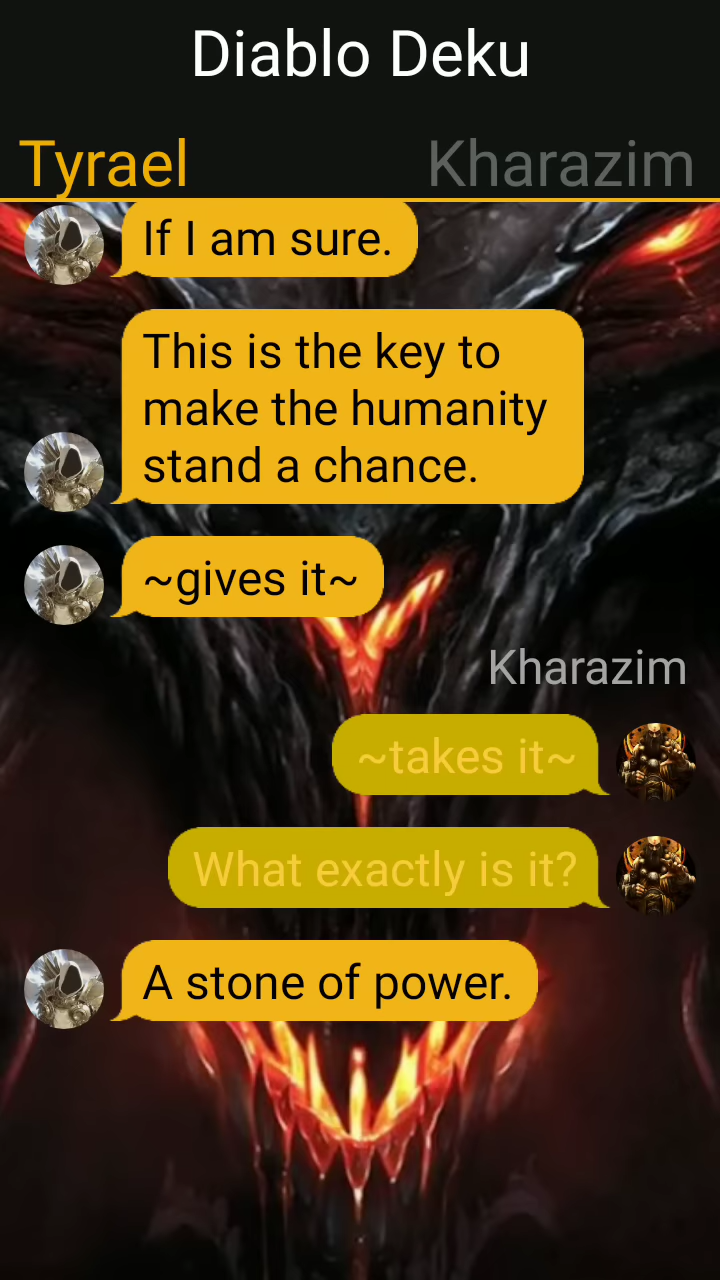 Diablo Deku
Tyrael
Kharazim
If I am sure.
This is the key to
make the humanity
stand a chance.
~gives it~
Kharazim
~takes it~
What exactly is it?
A stone of power.